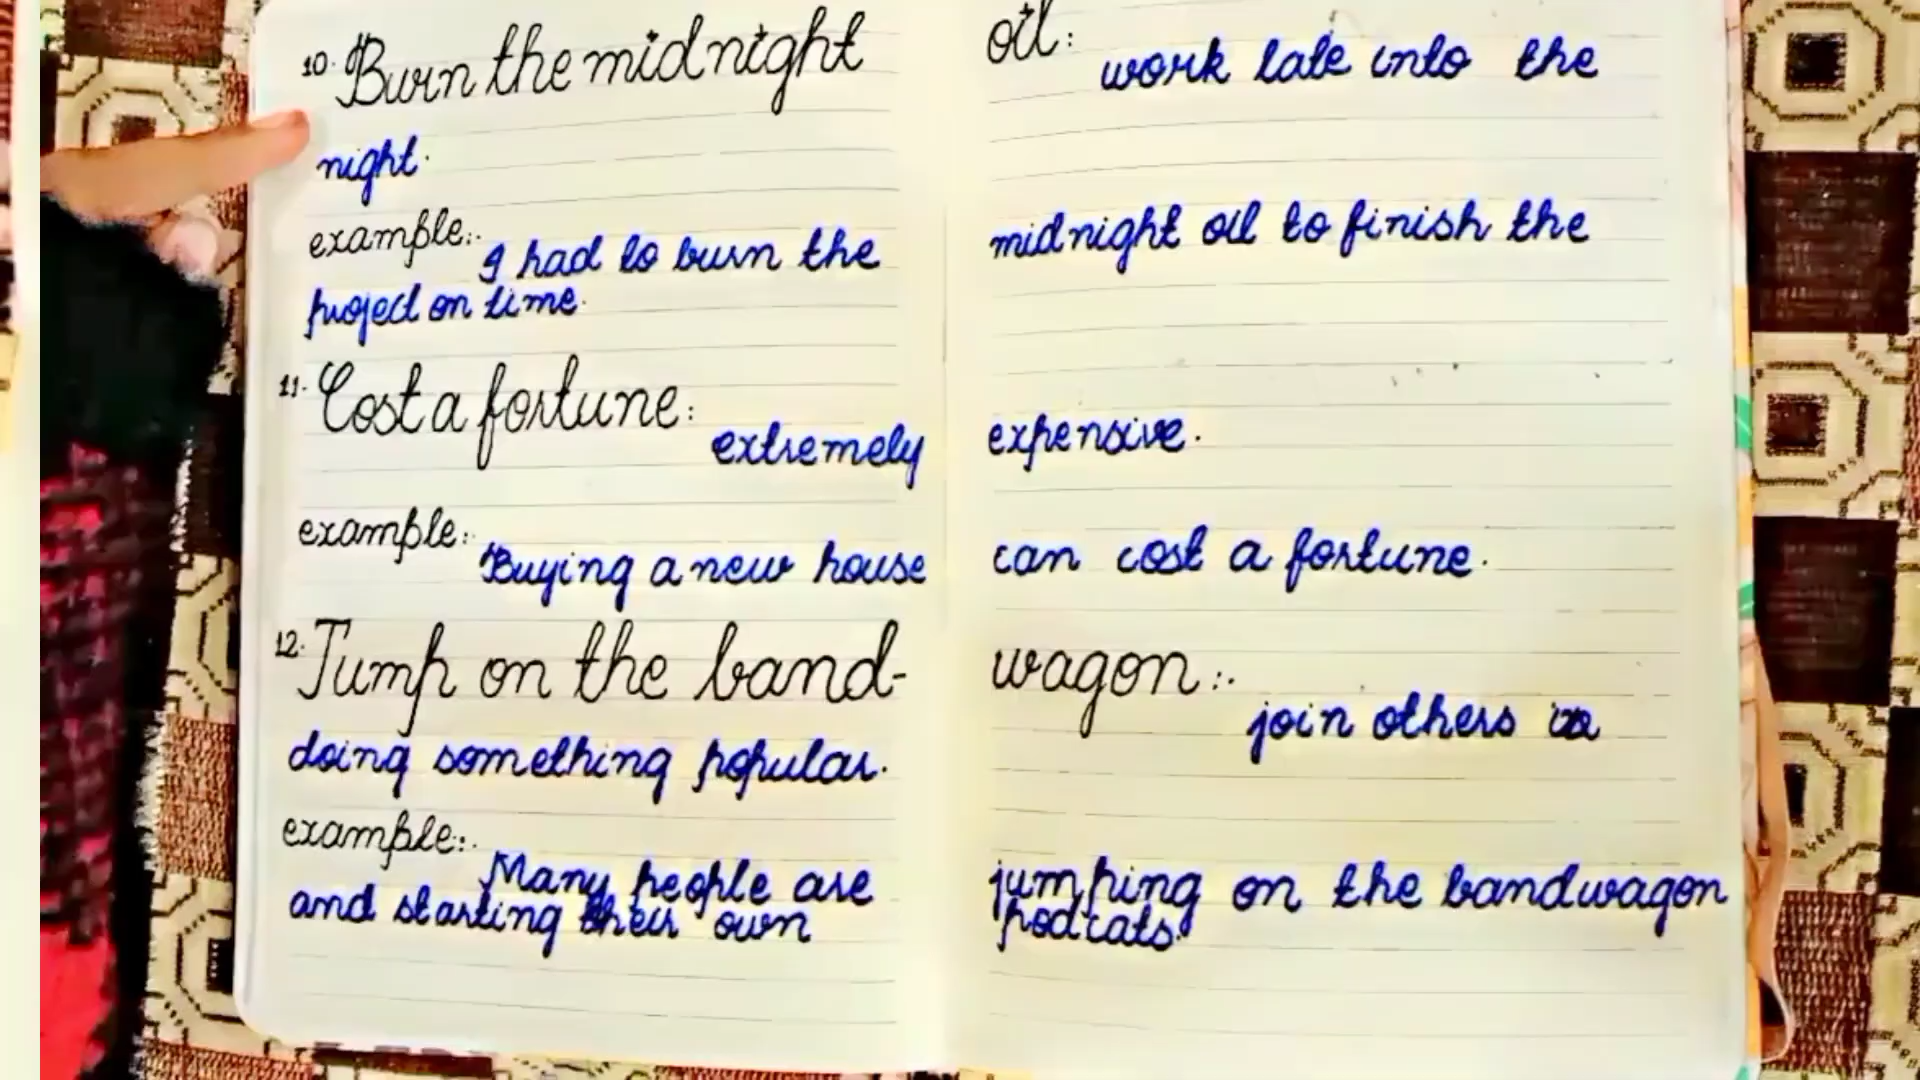 10. Burn the midnight oil: work late into the
night.
example:. I had to burn the midnight oil to finish the
project on time.
11. Cost a fortune: extremely expensive.
example:. Buying a new house can cost a fortune.
12. Jump on the band-wagon:. join others
doing something popular.
example:. Many people are jumping on the bandwagon
and starting their own podcats.